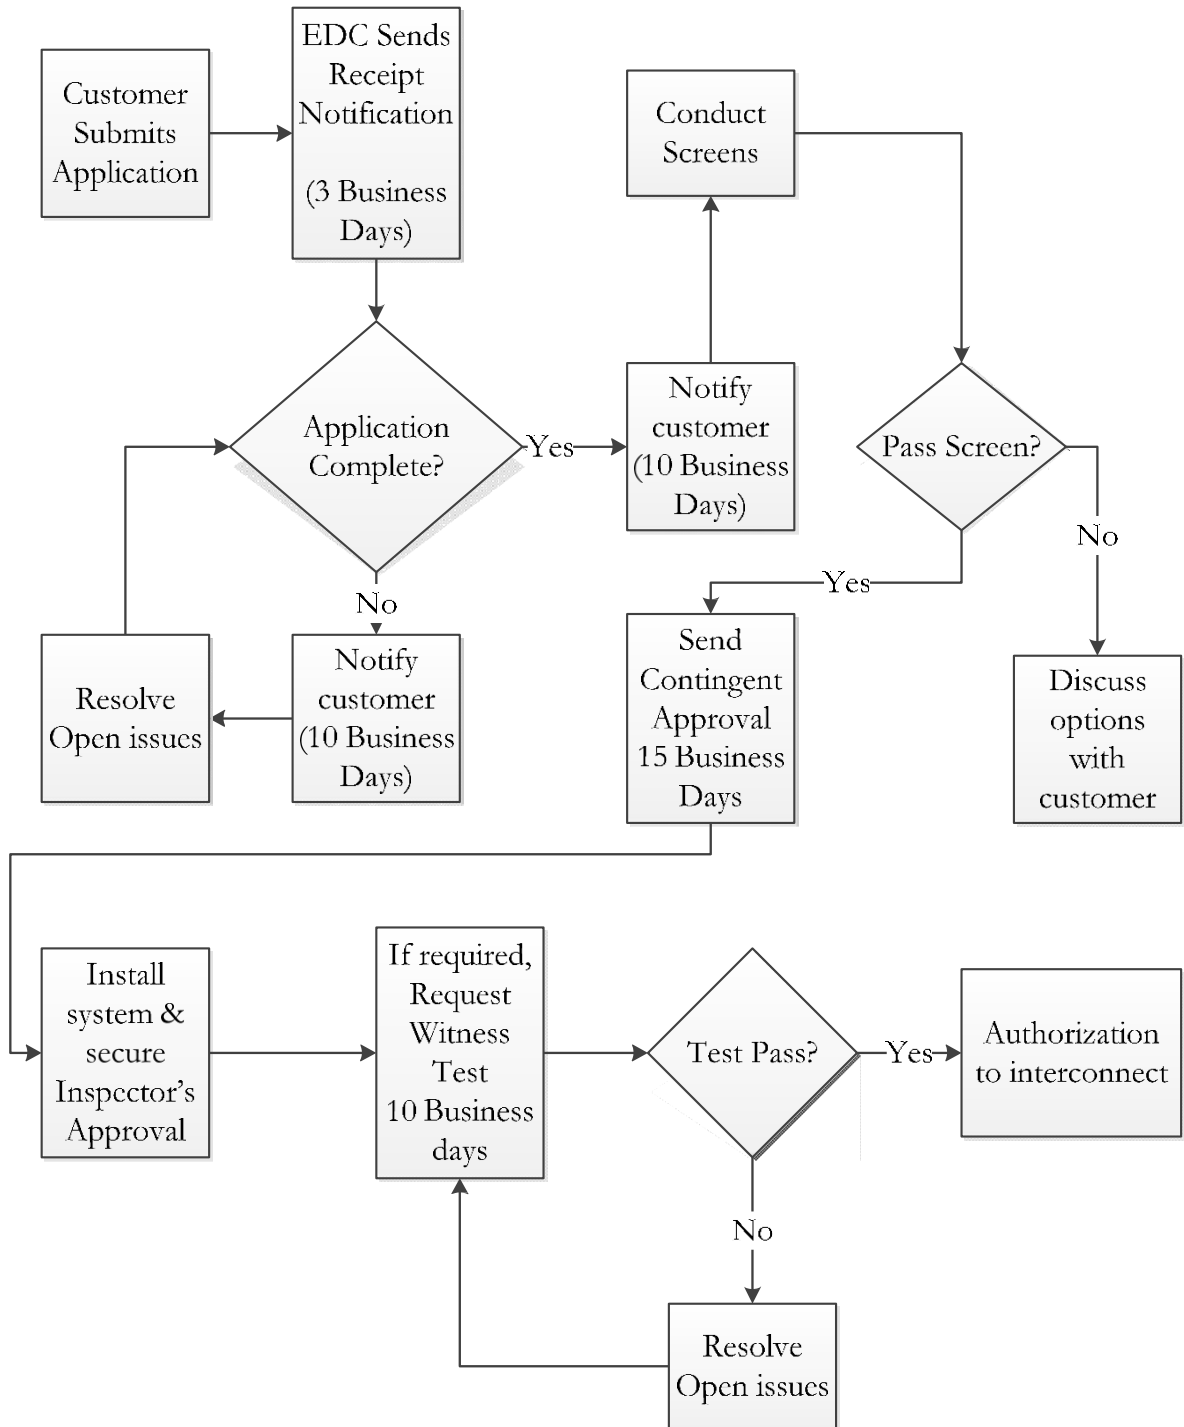 Customer
Submits
Application
EDC Sends
Receipt
Notification
(3 Business
Days)
Conduct
Screens
Application
Complete?
Yes
Notify
customer
(10 Business
Days)
Pass Screen?
No
Yes
No
Resolve
Open issues
Notify
customer
(10 Business
Days)
Send
Contingent
Approval
15 Business
Days
Discuss
options
with
customer
Install
system &
secure
Inspector's
Approval
If required,
Request
Witness
Test
10 Business
days
Test Pass?
Yes
Authorization
to interconnect
No
Resolve
Open issues